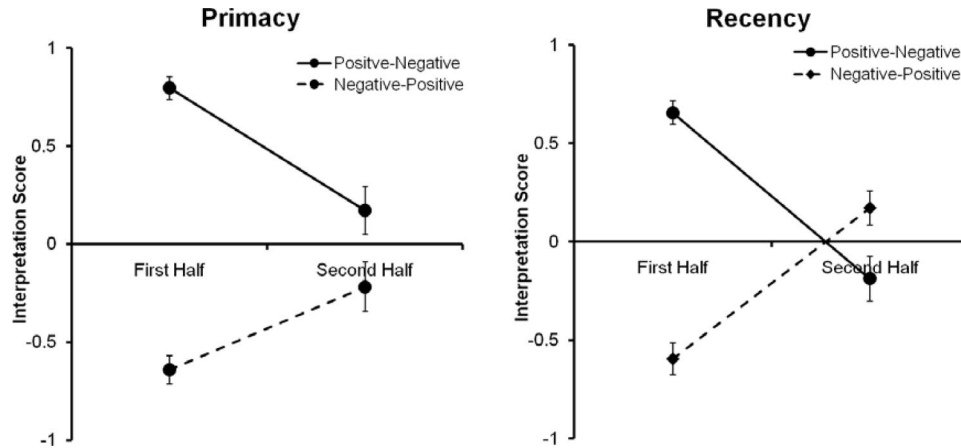 Primacy
1
Positve-Negative
Negative-Positive
0.5
Interpretation Score
0
First Half
Second Half
-0.5
-1
Recency
1
Positive-Negative
Negative-Positive
0.5
Interpretation Score
0
First Half
Second Half
-0.5
-1